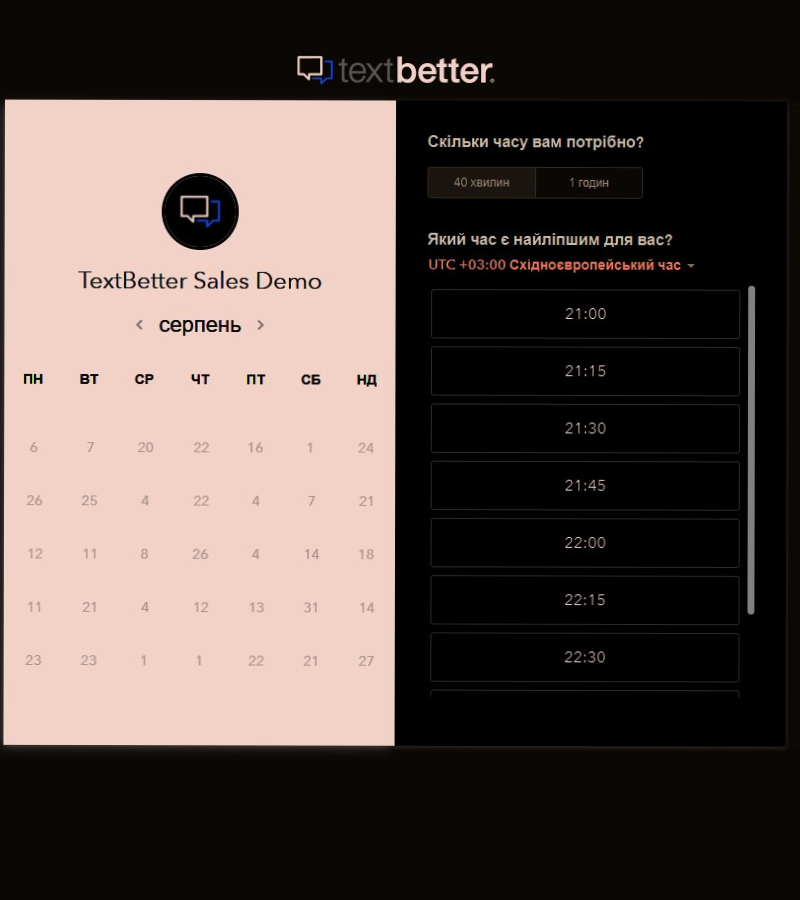 textbetter®
TextBetter Sales Demo
серпень
ПН ВТ СР ЧТ ПТ СБ НД
6 7 20 22 16 1 24
26 25 4 22 4 7 21
12 11 8 26 4 14 18
11 21 4 12 13 31 14
23 23 1 1 22 21 27
Скільки часу вам потрібно?
40 хвилин 1 годин
Який час є найліпшим для вас?
UTC +03:00 Східноєвропейський час
21:00
21:15
21:30
21:45
22:00
22:15
22:30